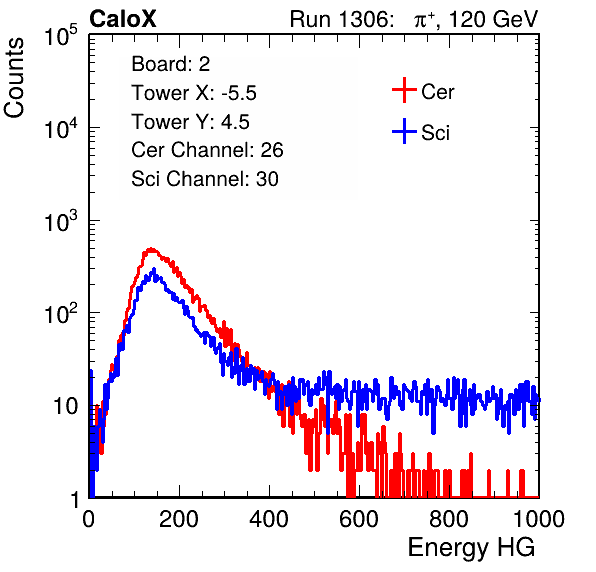 CaloX Run 1306: π⁺, 120 GeV
Counts
Board: 2
Tower X: -5.5
Tower Y: 4.5
Cer Channel: 26
Sci Channel: 30
Cer
Sci
10⁵
10⁴
10³
10²
10
1
0 200 400 600 800 1000
Energy HG